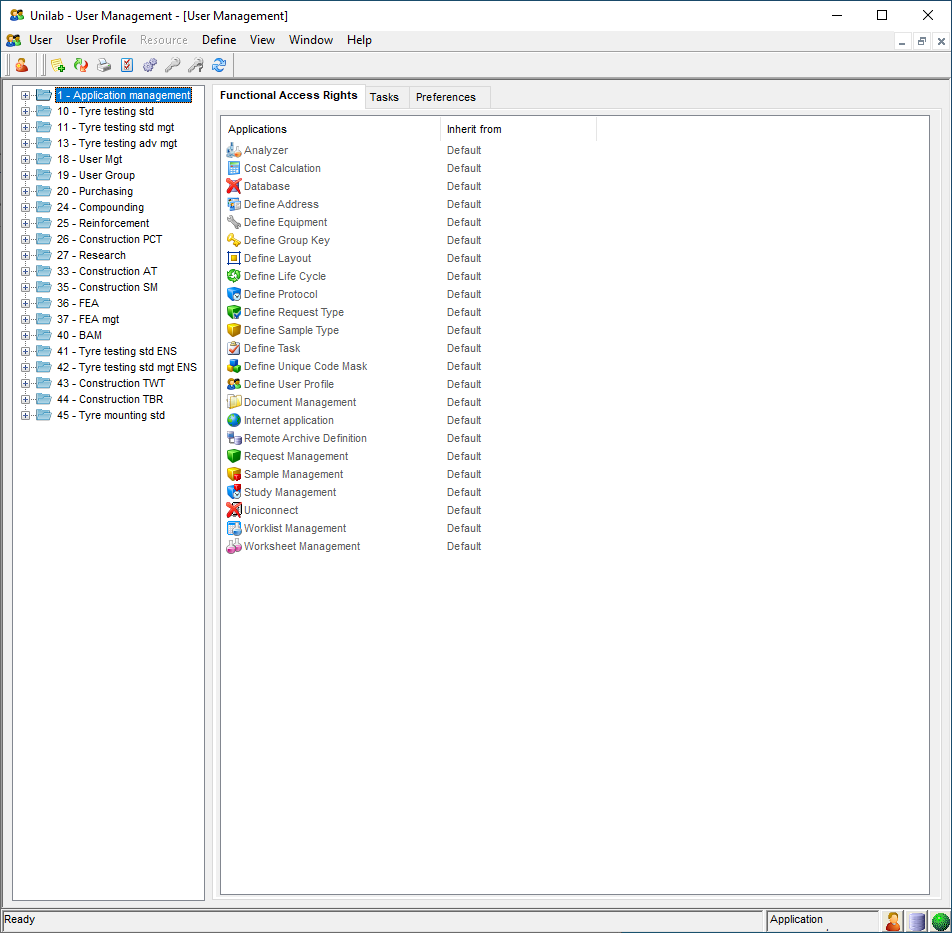 Unilab - User Management - [User Management]
User User Profile Resource Define View Window Help
1 - Application management
10 - Tyre testing std
11 - Tyre testing std mgt
13 - Tyre testing adv mgt
18 - User Mgt
19 - User Group
20 - Purchasing
24 - Compounding
25 - Reinforcement
26 - Construction PCT
27 - Research
33 - Construction AT
35 - Construction SM
36 - FEA
37 - FEA mgt
40 - BAM
41 - Tyre testing std ENS
42 - Tyre testing std mgt ENS
43 - Construction TWT
44 - Construction TBR
45 - Tyre mounting std
Functional Access Rights Tasks Preferences
Applications Inherit from
Analyzer Default
Cost Calculation Default
Database Default
Define Address Default
Define Equipment Default
Define Group Key Default
Define Layout Default
Define Life Cycle Default
Define Protocol Default
Define Request Type Default
Define Sample Type Default
Define Task Default
Define Unique Code Mask Default
Define User Profile Default
Document Management Default
Internet application Default
Remote Archive Definition Default
Request Management Default
Sample Management Default
Study Management Default
Uniconnect Default
Worklist Management Default
Worksheet Management Default
Ready Application